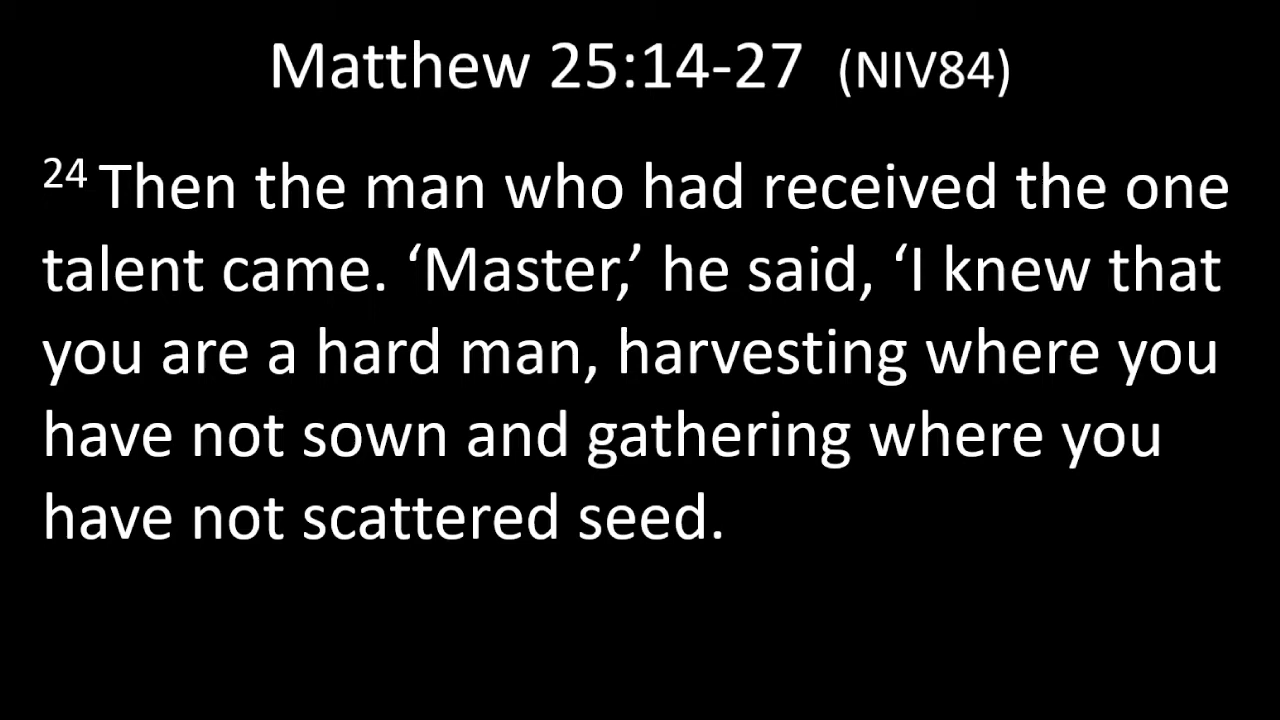 Matthew 25:14-27 (NIV84)
24 Then the man who had received the one
talent came. ‘Master,’ he said, ‘I knew that
you are a hard man, harvesting where you
have not sown and gathering where you
have not scattered seed.